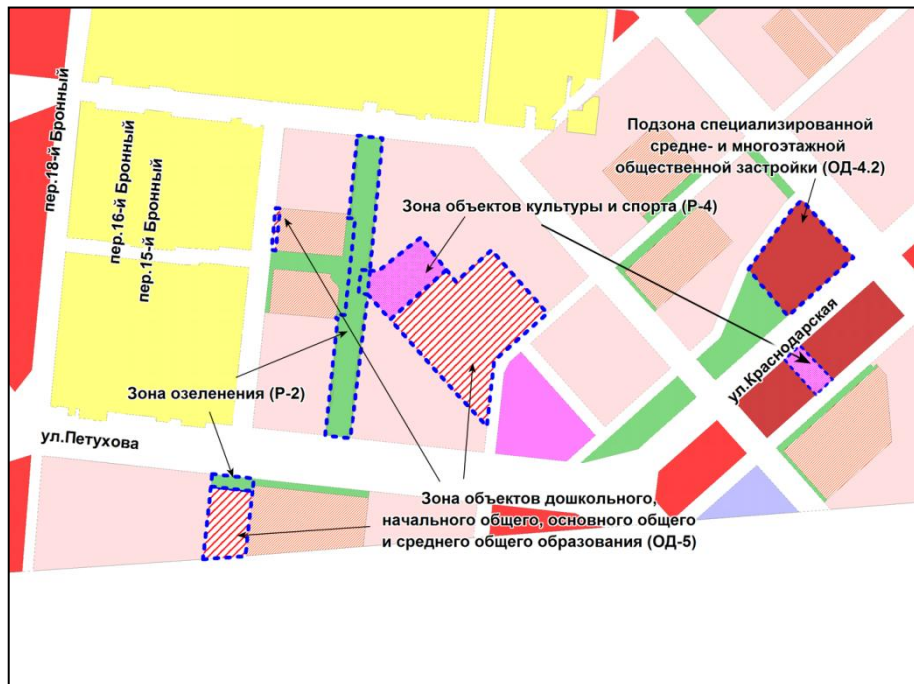 пер.18-й Бронный
пер.16-й Бронный
пер.15-й Бронный
Подзона специализированной
средне- и многоэтажной
общественной застройки (ОД-4.2)
Зона объектов культуры и спорта (Р-4)
ул.Краснодарская
Зона озеленения (Р-2)
ул.Петухова
Зона объектов дошкольного,
начального общего, основного общего
и среднего общего образования (ОД-5)